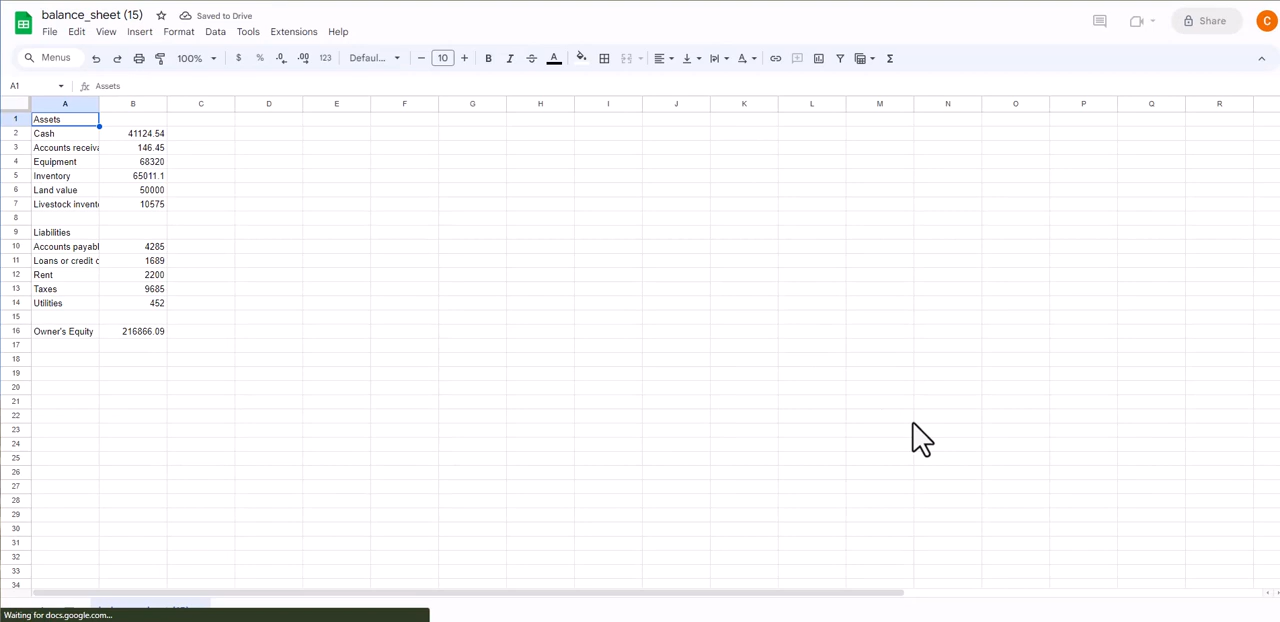 balance_sheet (15) Saved to Drive
File Edit View Insert Format Data Tools Extensions Help
Share C
Menus 100% $ % .0 .00 123 Defaul... 10 B I A Σ
A1 fx Assets
A B C D E F G H I J K L M N O P Q R
1 Assets
2 Cash 41124.54
3 Accounts receiva 146.45
4 Equipment 68320
5 Inventory 65011.1
6 Land value 50000
7 Livestock invento 10575
8
9 Liabilities
10 Accounts payabl 4285
11 Loans or credit c 1689
12 Rent 2200
13 Taxes 9685
14 Utilities 452
15
16 Owner's Equity 216866.09
17
18
19
20
21
22
23
24
25
26
27
28
29
30
31
32
33
34
Waiting for docs.google.com...